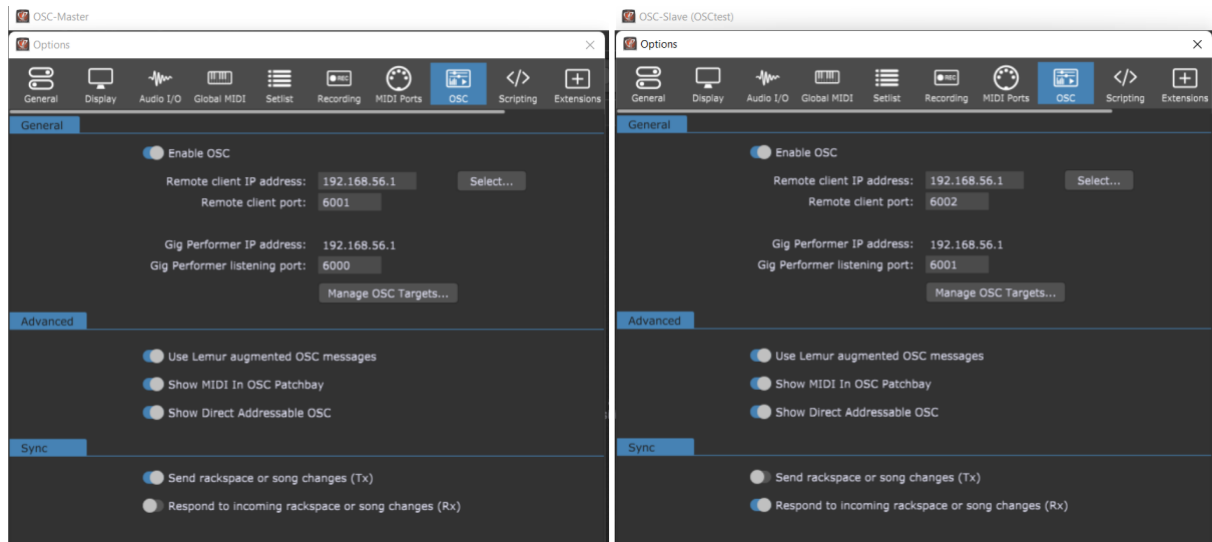 OSC-Master
Options
General Display Audio I/O Global MIDI Setlist Recording MIDI Ports OSC Scripting Extensions
General
Enable OSC
Remote client IP address: 192.168.56.1 Select...
Remote client port: 6001
Gig Performer IP address: 192.168.56.1
Gig Performer listening port: 6000
Manage OSC Targets...
Advanced
Use Lemur augmented OSC messages
Show MIDI In OSC Patchbay
Show Direct Addressable OSC
Sync
Send rackspace or song changes (Tx)
Respond to incoming rackspace or song changes (Rx)
OSC-Slave (OSCtest)
Options
General Display Audio I/O Global MIDI Setlist Recording MIDI Ports OSC Scripting Extensions
General
Enable OSC
Remote client IP address: 192.168.56.1 Select...
Remote client port: 6002
Gig Performer IP address: 192.168.56.1
Gig Performer listening port: 6001
Manage OSC Targets...
Advanced
Use Lemur augmented OSC messages
Show MIDI In OSC Patchbay
Show Direct Addressable OSC
Sync
Send rackspace or song changes (Tx)
Respond to incoming rackspace or song changes (Rx)